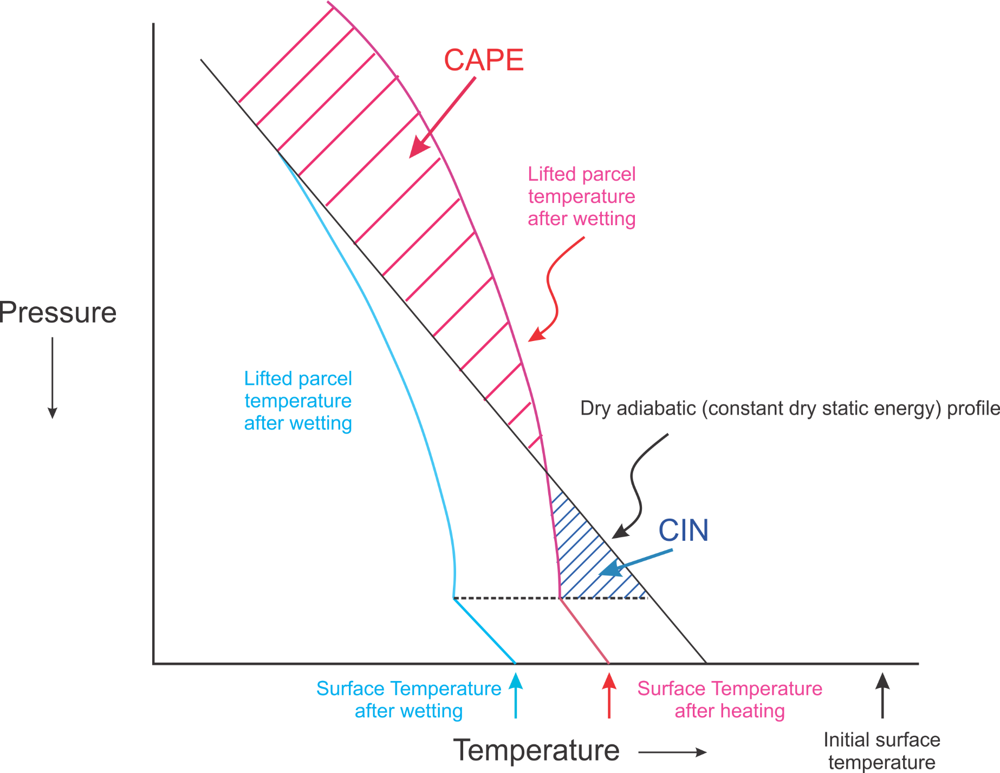 CAPE
Lifted parcel
temperature
after wetting
Pressure
Lifted parcel
temperature
after wetting
Dry adiabatic (constant dry static energy) profile
CIN
Surface Temperature
after wetting
Surface Temperature
after heating
Initial surface
temperature
Temperature